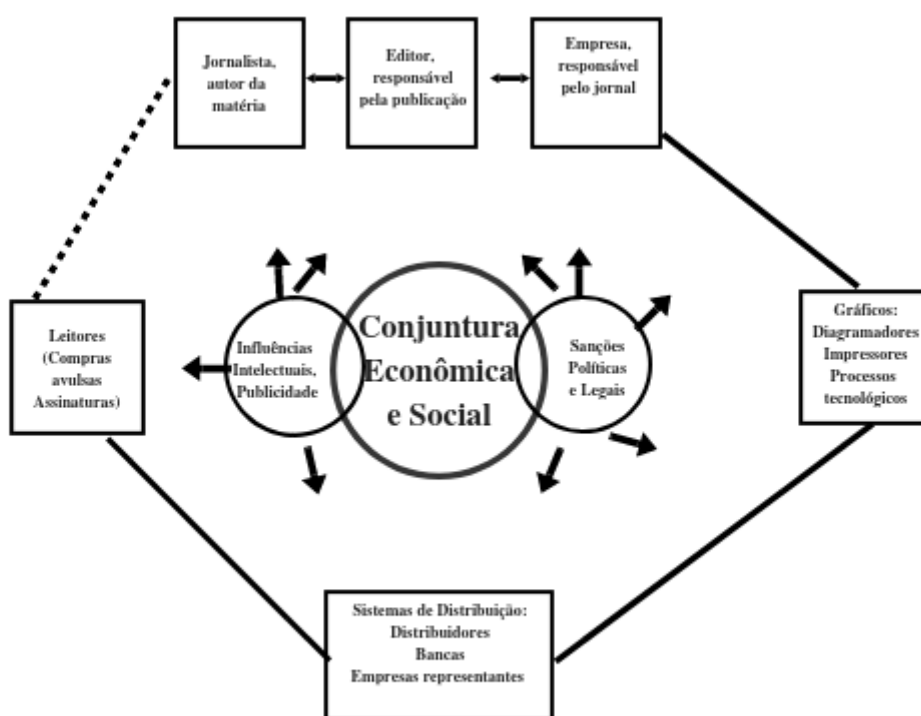 Jornalista,
autor da
matéria
Editor,
responsável
pela publicação
Empresa,
responsável
pelo jornal
Leitores
(Compras
avulsas
Assinaturas)
Influências
Intelectuais,
Publicidade
Conjuntura
Econômica
e Social
Sanções
Políticas
e Legais
Gráficos:
Diagramadores
Impressores
Processos
tecnológicos
Sistemas de Distribuição:
Distribuidores
Bancas
Empresas representantes